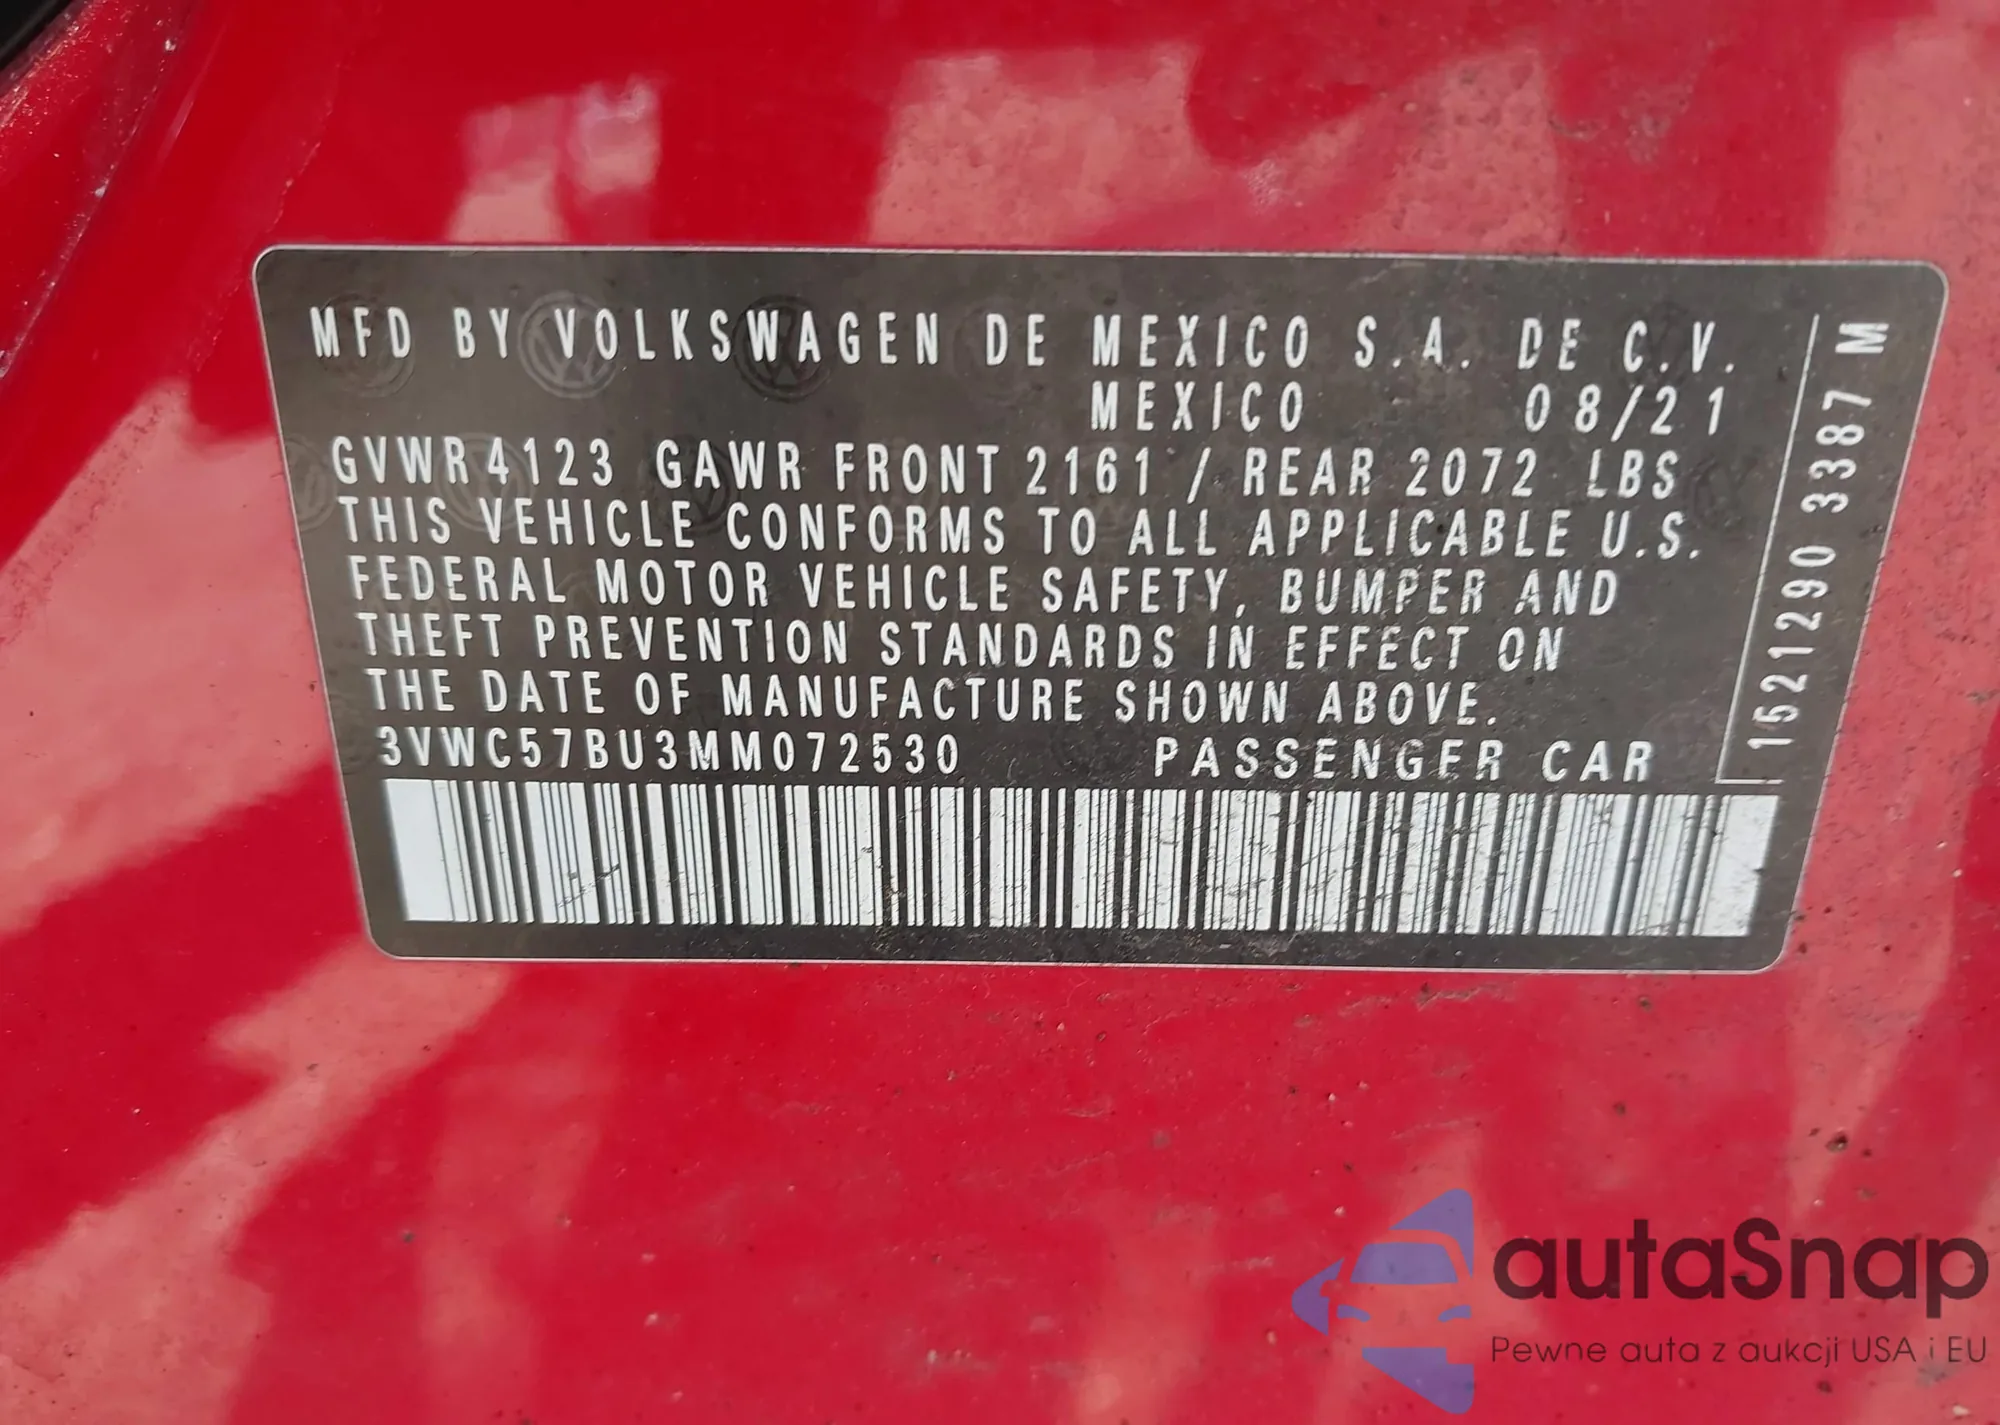 MFD BY VOLKSWAGEN DE MEXICO S.A. DE C.V.
MEXICO 08/21
GVWR 4123 GAWR FRONT 2161 / REAR 2072 LBS
THIS VEHICLE CONFORMS TO ALL APPLICABLE U.S.
FEDERAL MOTOR VEHICLE SAFETY, BUMPER AND
THEFT PREVENTION STANDARDS IN EFFECT ON
THE DATE OF MANUFACTURE SHOWN ABOVE.
3VWC57BU3MM072530 PASSENGER CAR
1521290 3387 M
autaSnap
Pewne auta z aukcji USA i EU